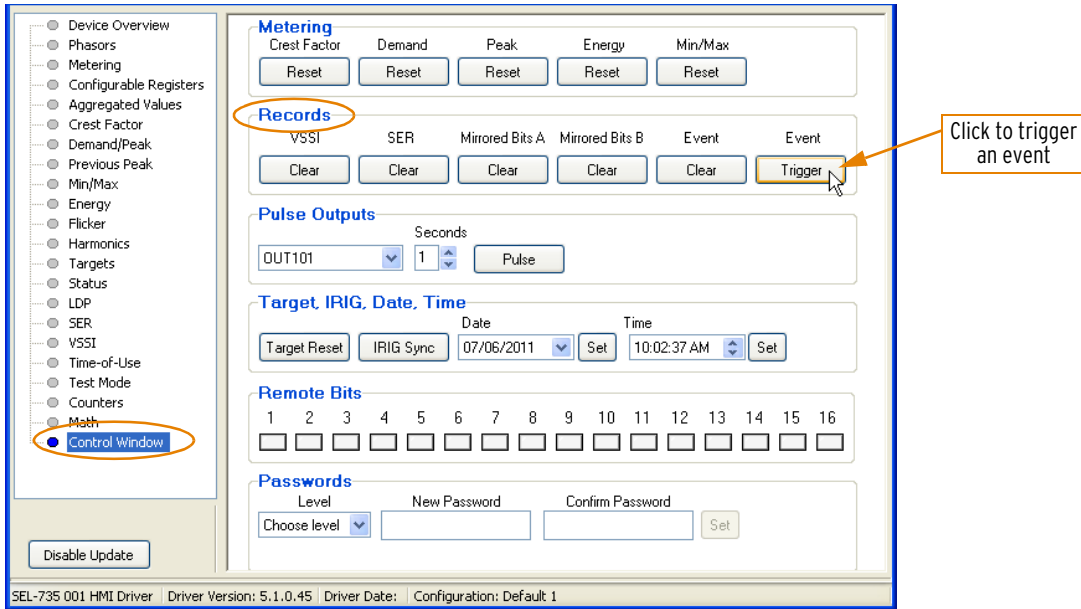 Device Overview
Phasors
Metering
Configurable Registers
Aggregated Values
Crest Factor
Demand/Peak
Previous Peak
Min/Max
Energy
Flicker
Harmonics
Targets
Status
LDP
SER
VSSI
Time-of-Use
Test Mode
Counters
Math
Control Window
Disable Update
Metering
Crest Factor Demand Peak Energy Min/Max
Reset Reset Reset Reset Reset
Records
VSSI SER Mirrored Bits A Mirrored Bits B Event Event
Clear Clear Clear Clear Clear Trigger
Click to trigger
an event
Pulse Outputs
Seconds
OUT101 1 Pulse
Target, IRIG, Date, Time
Date Time
Target Reset IRIG Sync 07/06/2011 Set 10:02:37 AM Set
Remote Bits
1 2 3 4 5 6 7 8 9 10 11 12 13 14 15 16
Passwords
Level New Password Confirm Password
Choose level Set
SEL-735 001 HMI Driver Driver Version: 5.1.0.45 Driver Date: Configuration: Default 1